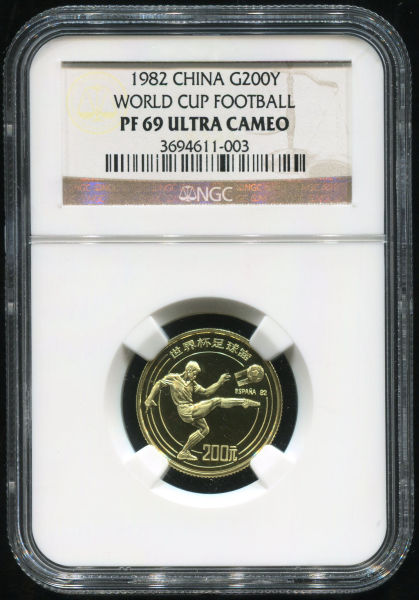 1982 CHINA G200Y
WORLD CUP FOOTBALL
PF 69 ULTRA CAMEO
3694611-003
NGC
世界杯足球赛
ESPAÑA 82
200元